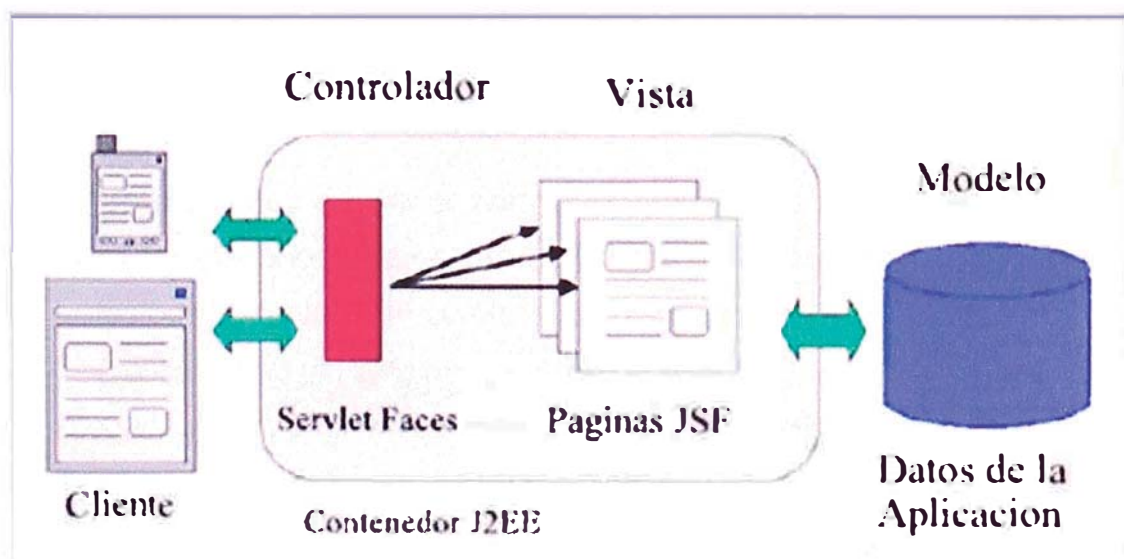 Controlador
Vista
Modelo
Servlet Faces
Paginas JSF
Cliente
Contenedor J2EE
Datos de la
Aplicacion